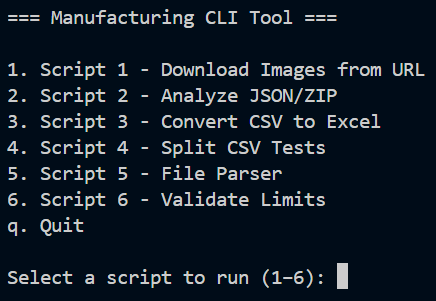 === Manufacturing CLI Tool ===
1. Script 1 - Download Images from URL
2. Script 2 - Analyze JSON/ZIP
3. Script 3 - Convert CSV to Excel
4. Script 4 - Split CSV Tests
5. Script 5 - File Parser
6. Script 6 - Validate Limits
q. Quit
Select a script to run (1–6):